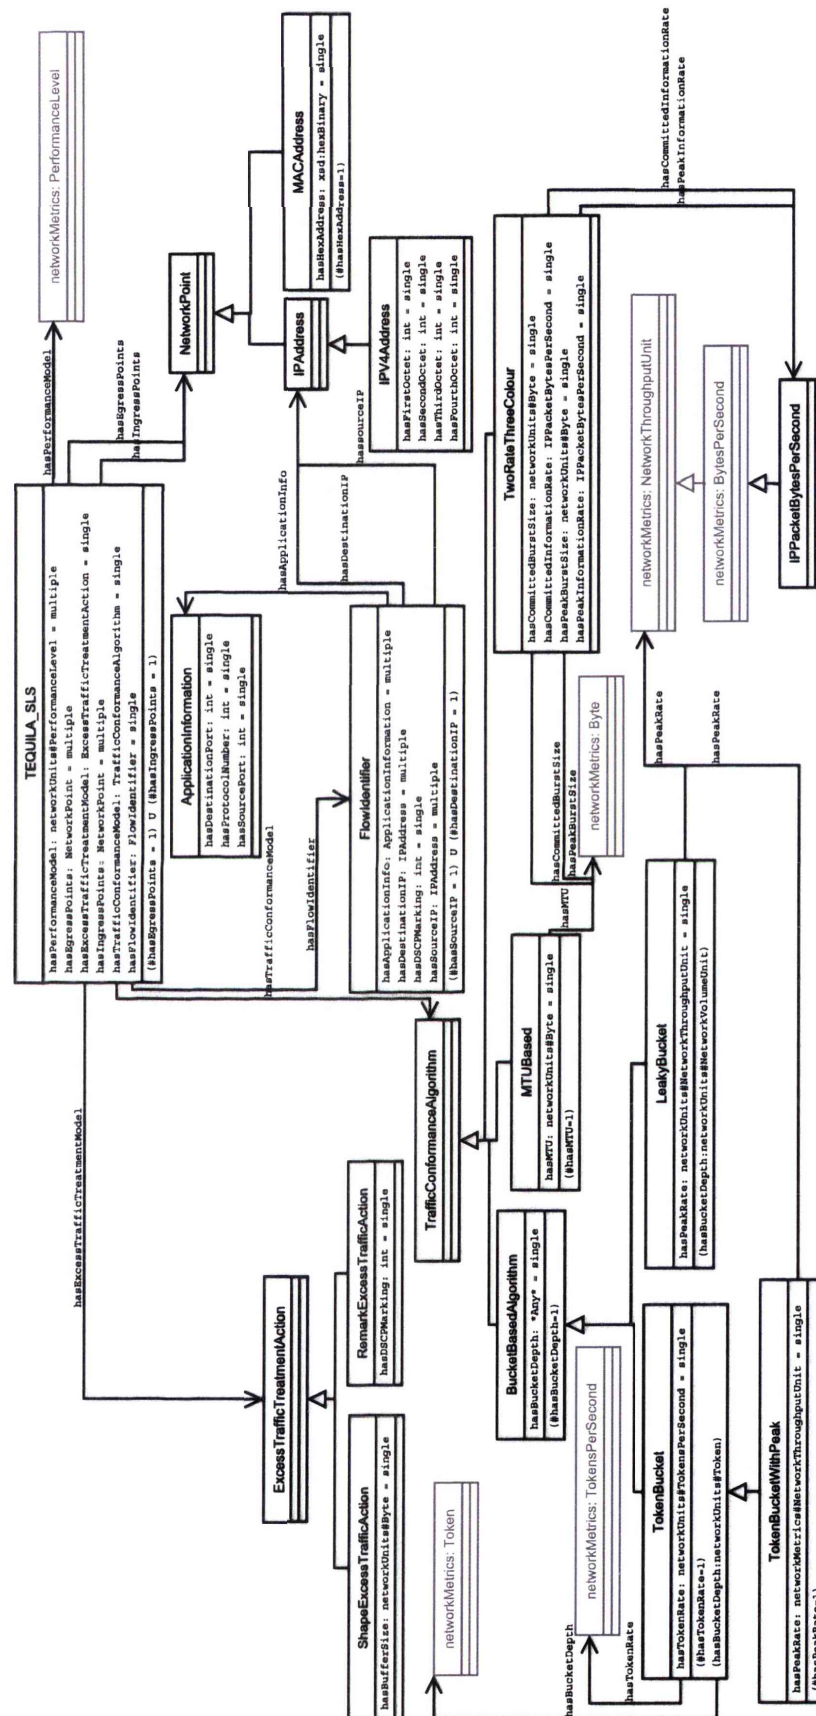 TEQUILA_SLS
hasPerformanceModel: networkUnits#PerformanceLevel = multiple
hasEgressPoints: NetworkPoint = multiple
hasExcessTrafficTreatmentModel: ExcessTrafficTreatmentAction = single
hasIngressPoints: NetworkPoint = multiple
hasTrafficConformanceModel: TrafficConformanceAlgorithm = single
hasFlowIdentifier: FlowIdentifier = single
(#hasEgressPoints = 1) U (#hasIngressPoints = 1)
hasPerformanceModel
networkMetrics: PerformanceLevel
hasEgressPoints
hasIngressPoints
NetworkPoint
MACAddress
hasHexAddress: xsd:hexBinary = single
(#hasHexAddress=1)
IPAddress
IPV4Address
hasFirstOctet: int = single
hasSecondOctet: int = single
hasThirdOctet: int = single
hasFourthOctet: int = single
ApplicationInformation
hasDestinationPort: int = single
hasProtocolNumber: int = single
hasSourcePort: int = single
hasApplicationInfo
hasDestinationIP
hassourceIP
FlowIdentifier
hasApplicationInfo: ApplicationInformation = multiple
hasDestinationIP: IPAddress = multiple
hasDSCPMarking: int = single
hasSourceIP: IPAddress = multiple
(#hasSourceIP = 1) U (#hasDestinationIP = 1)
hasFlowIdentifier
hasTrafficConformanceModel
hasExcessTrafficTreatmentModel
ExcessTrafficTreatmentAction
ShapeExcessTrafficAction
hasBufferSize: networkUnits#Byte = single
RemarkExcessTrafficAction
hasDSCPMarking: int = single
TrafficConformanceAlgorithm
TwoRateThreeColour
hasCommittedBurstSize: networkUnits#Byte = single
hasCommittedInformationRate: IPPacketBytesPerSecond = single
hasPeakBurstSize: networkUnits#Byte = single
hasPeakInformationRate: IPPacketBytesPerSecond = single
hasCommittedInformationRate
hasPeakInformationRate
MTUBased
hasMTU: networkUnits#Byte = single
(#hasMTU=1)
hasMTU
hasCommittedBurstSize
hasPeakBurstSize
networkMetrics: Byte
BucketBasedAlgorithm
hasBucketDepth: *Any* = single
(#hasBucketDepth=1)
networkMetrics: Token
networkMetrics: TokensPerSecond
hasBucketDepth
hasTokenRate
TokenBucket
hasTokenRate: networkUnits#TokensPerSecond = single
(#hasTokenRate=1)
(hasBucketDepth:networkUnits#Token)
LeakyBucket
hasPeakRate: networkUnits#NetworkThroughputUnit = single
(hasBucketDepth:networkUnits#NetworkVolumeUnit)
hasPeakRate
hasPeakRate
networkMetrics: NetworkThroughputUnit
networkMetrics: BytesPerSecond
IPPacketBytesPerSecond
TokenBucketWithPeak
hasPeakRate: networkMetrics#NetworkThroughputUnit = single